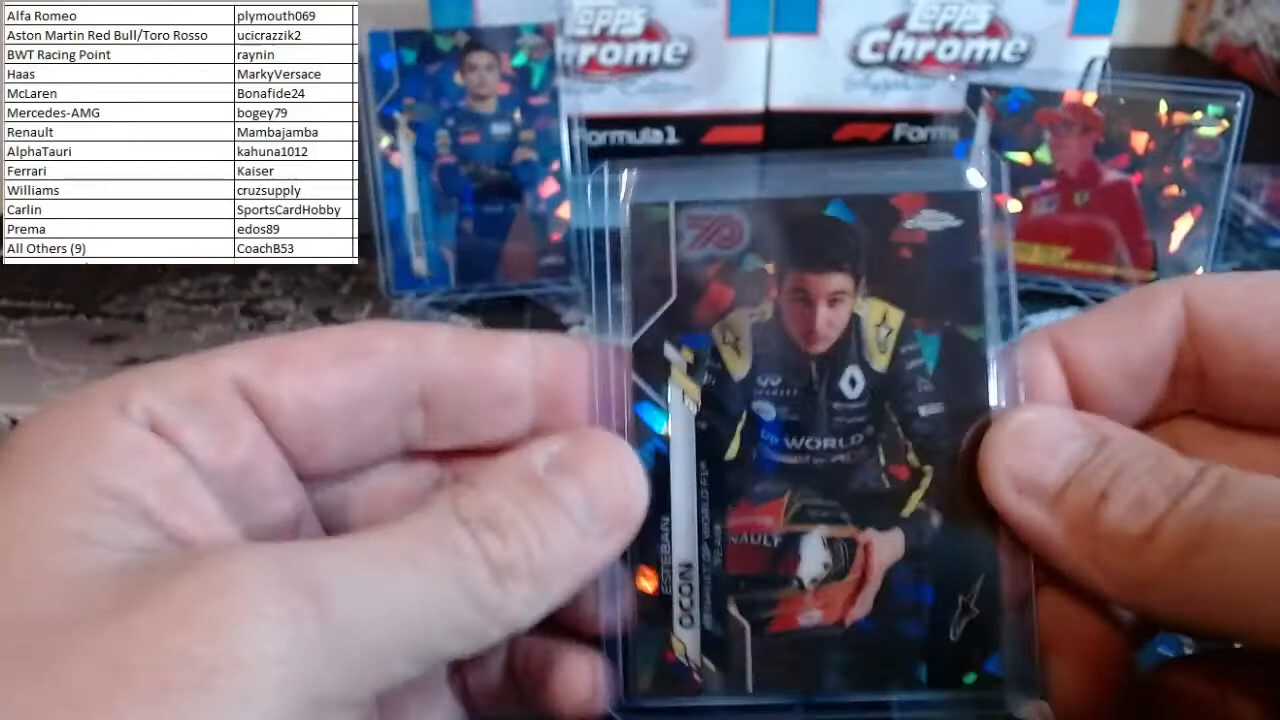 Alfa Romeo plymouth069
Aston Martin Red Bull/Toro Rosso ucicrazzik2
BWT Racing Point raynin
Haas MarkyVersace
McLaren Bonafide24
Mercedes-AMG bogey79
Renault Mambajamba
AlphaTauri kahuna1012
Ferrari Kaiser
Williams cruzsupply
Carlin SportsCardHobby
Prema edos89
All Others (9) CoachB53
Topps
Chrome
Formula 1
Topps
Chrome
Form
70
WORLD
NAULT
ESTEBAN
OCON